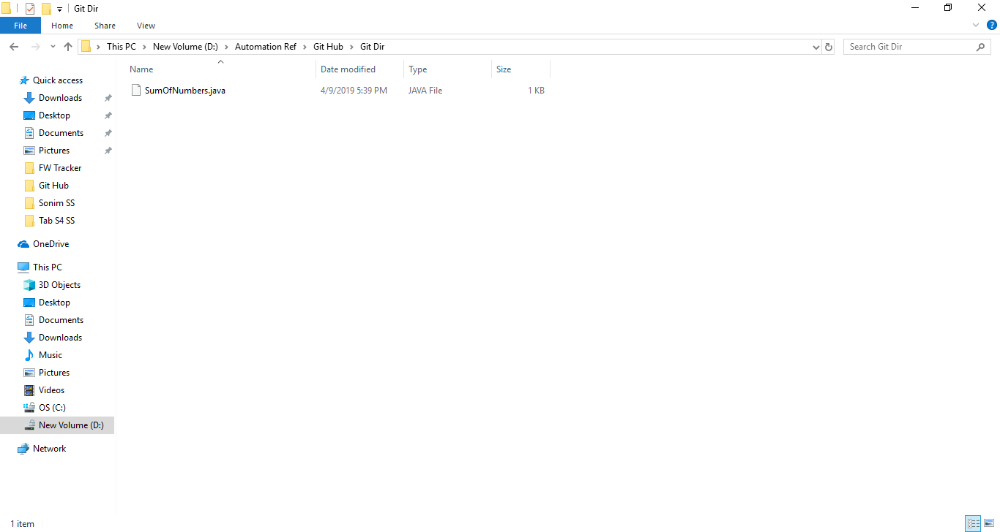 Git Dir
File Home Share View
This PC New Volume (D:) Automation Ref Git Hub Git Dir
Search Git Dir
Name Date modified Type Size
SumOfNumbers.java 4/9/2019 5:39 PM JAVA File 1 KB
Quick access
Downloads
Desktop
Documents
Pictures
FW Tracker
Git Hub
Sonim SS
Tab S4 SS
OneDrive
This PC
3D Objects
Desktop
Documents
Downloads
Music
Pictures
Videos
OS (C:)
New Volume (D:)
Network
1 item